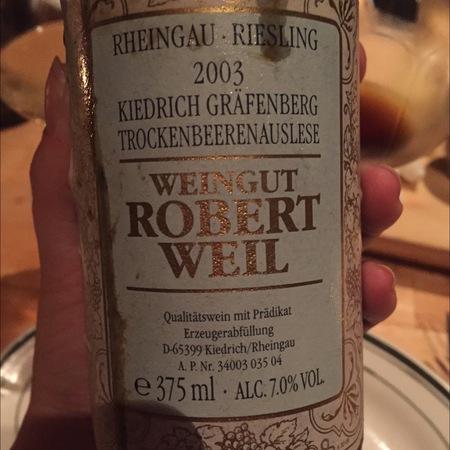 RHEINGAU · RIESLING
2003
KIEDRICH GRÄFENBERG
TROCKENBEERENAUSLESE
WEINGUT
ROBERT
WEIL
Qualitätswein mit Prädikat
Erzeugerabfüllung
D-65399 Kiedrich/Rheingau
A. P. Nr. 34003 035 04
e 375 ml · ALC. 7.0% VOL.